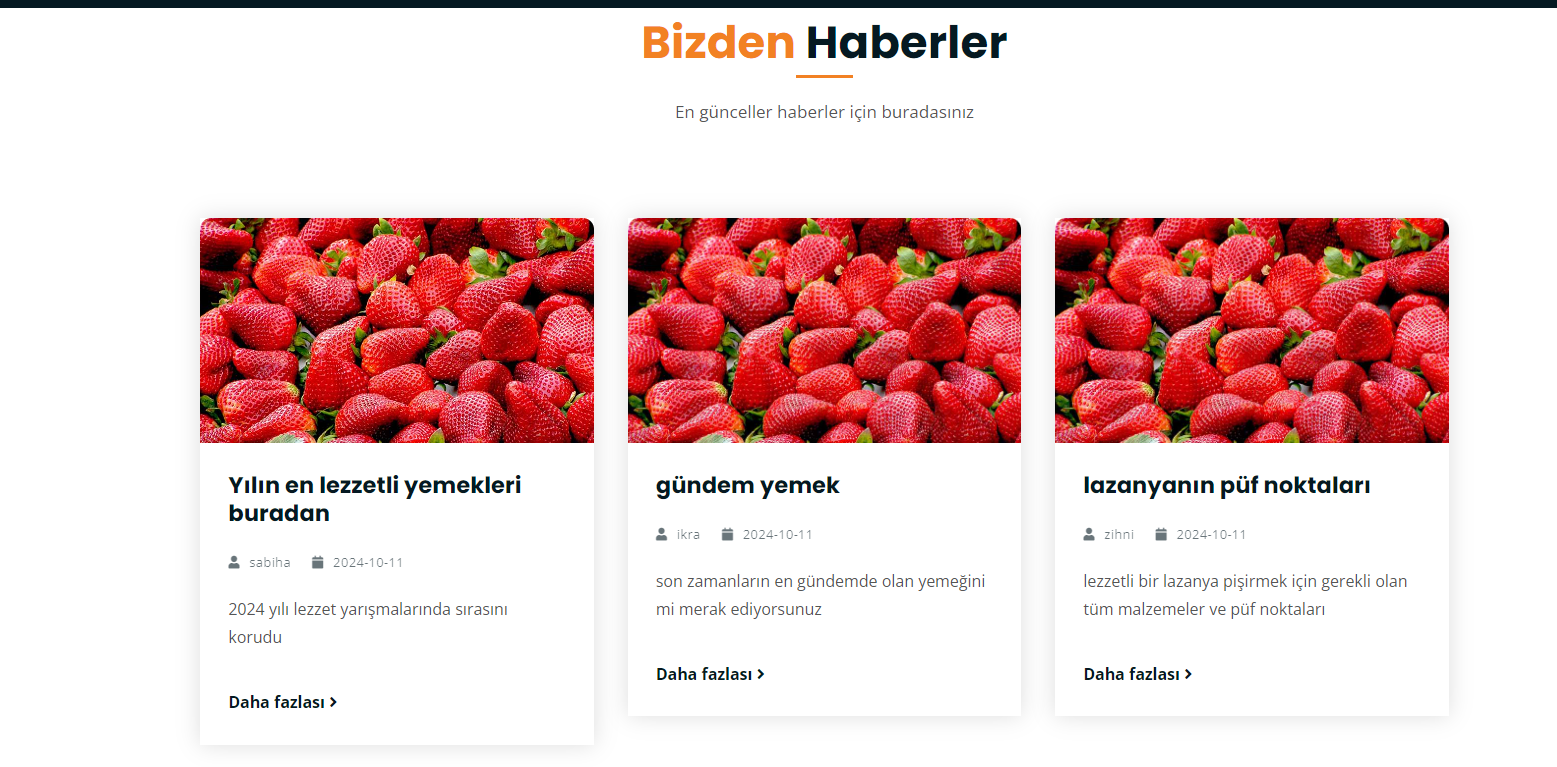 Bizden Haberler
En günceller haberler için buradasınız
Yılın en lezzetli yemekleri
buradan
sabiha 2024-10-11
2024 yılı lezzet yarışmalarında sırasını
korudu
Daha fazlası
gündem yemek
ikra 2024-10-11
son zamanların en gündemde olan yemeğini
mi merak ediyorsunuz
Daha fazlası
lazanyanın püf noktaları
zihni 2024-10-11
lezzetli bir lazanya pişirmek için gerekli olan
tüm malzemeler ve püf noktaları
Daha fazlası